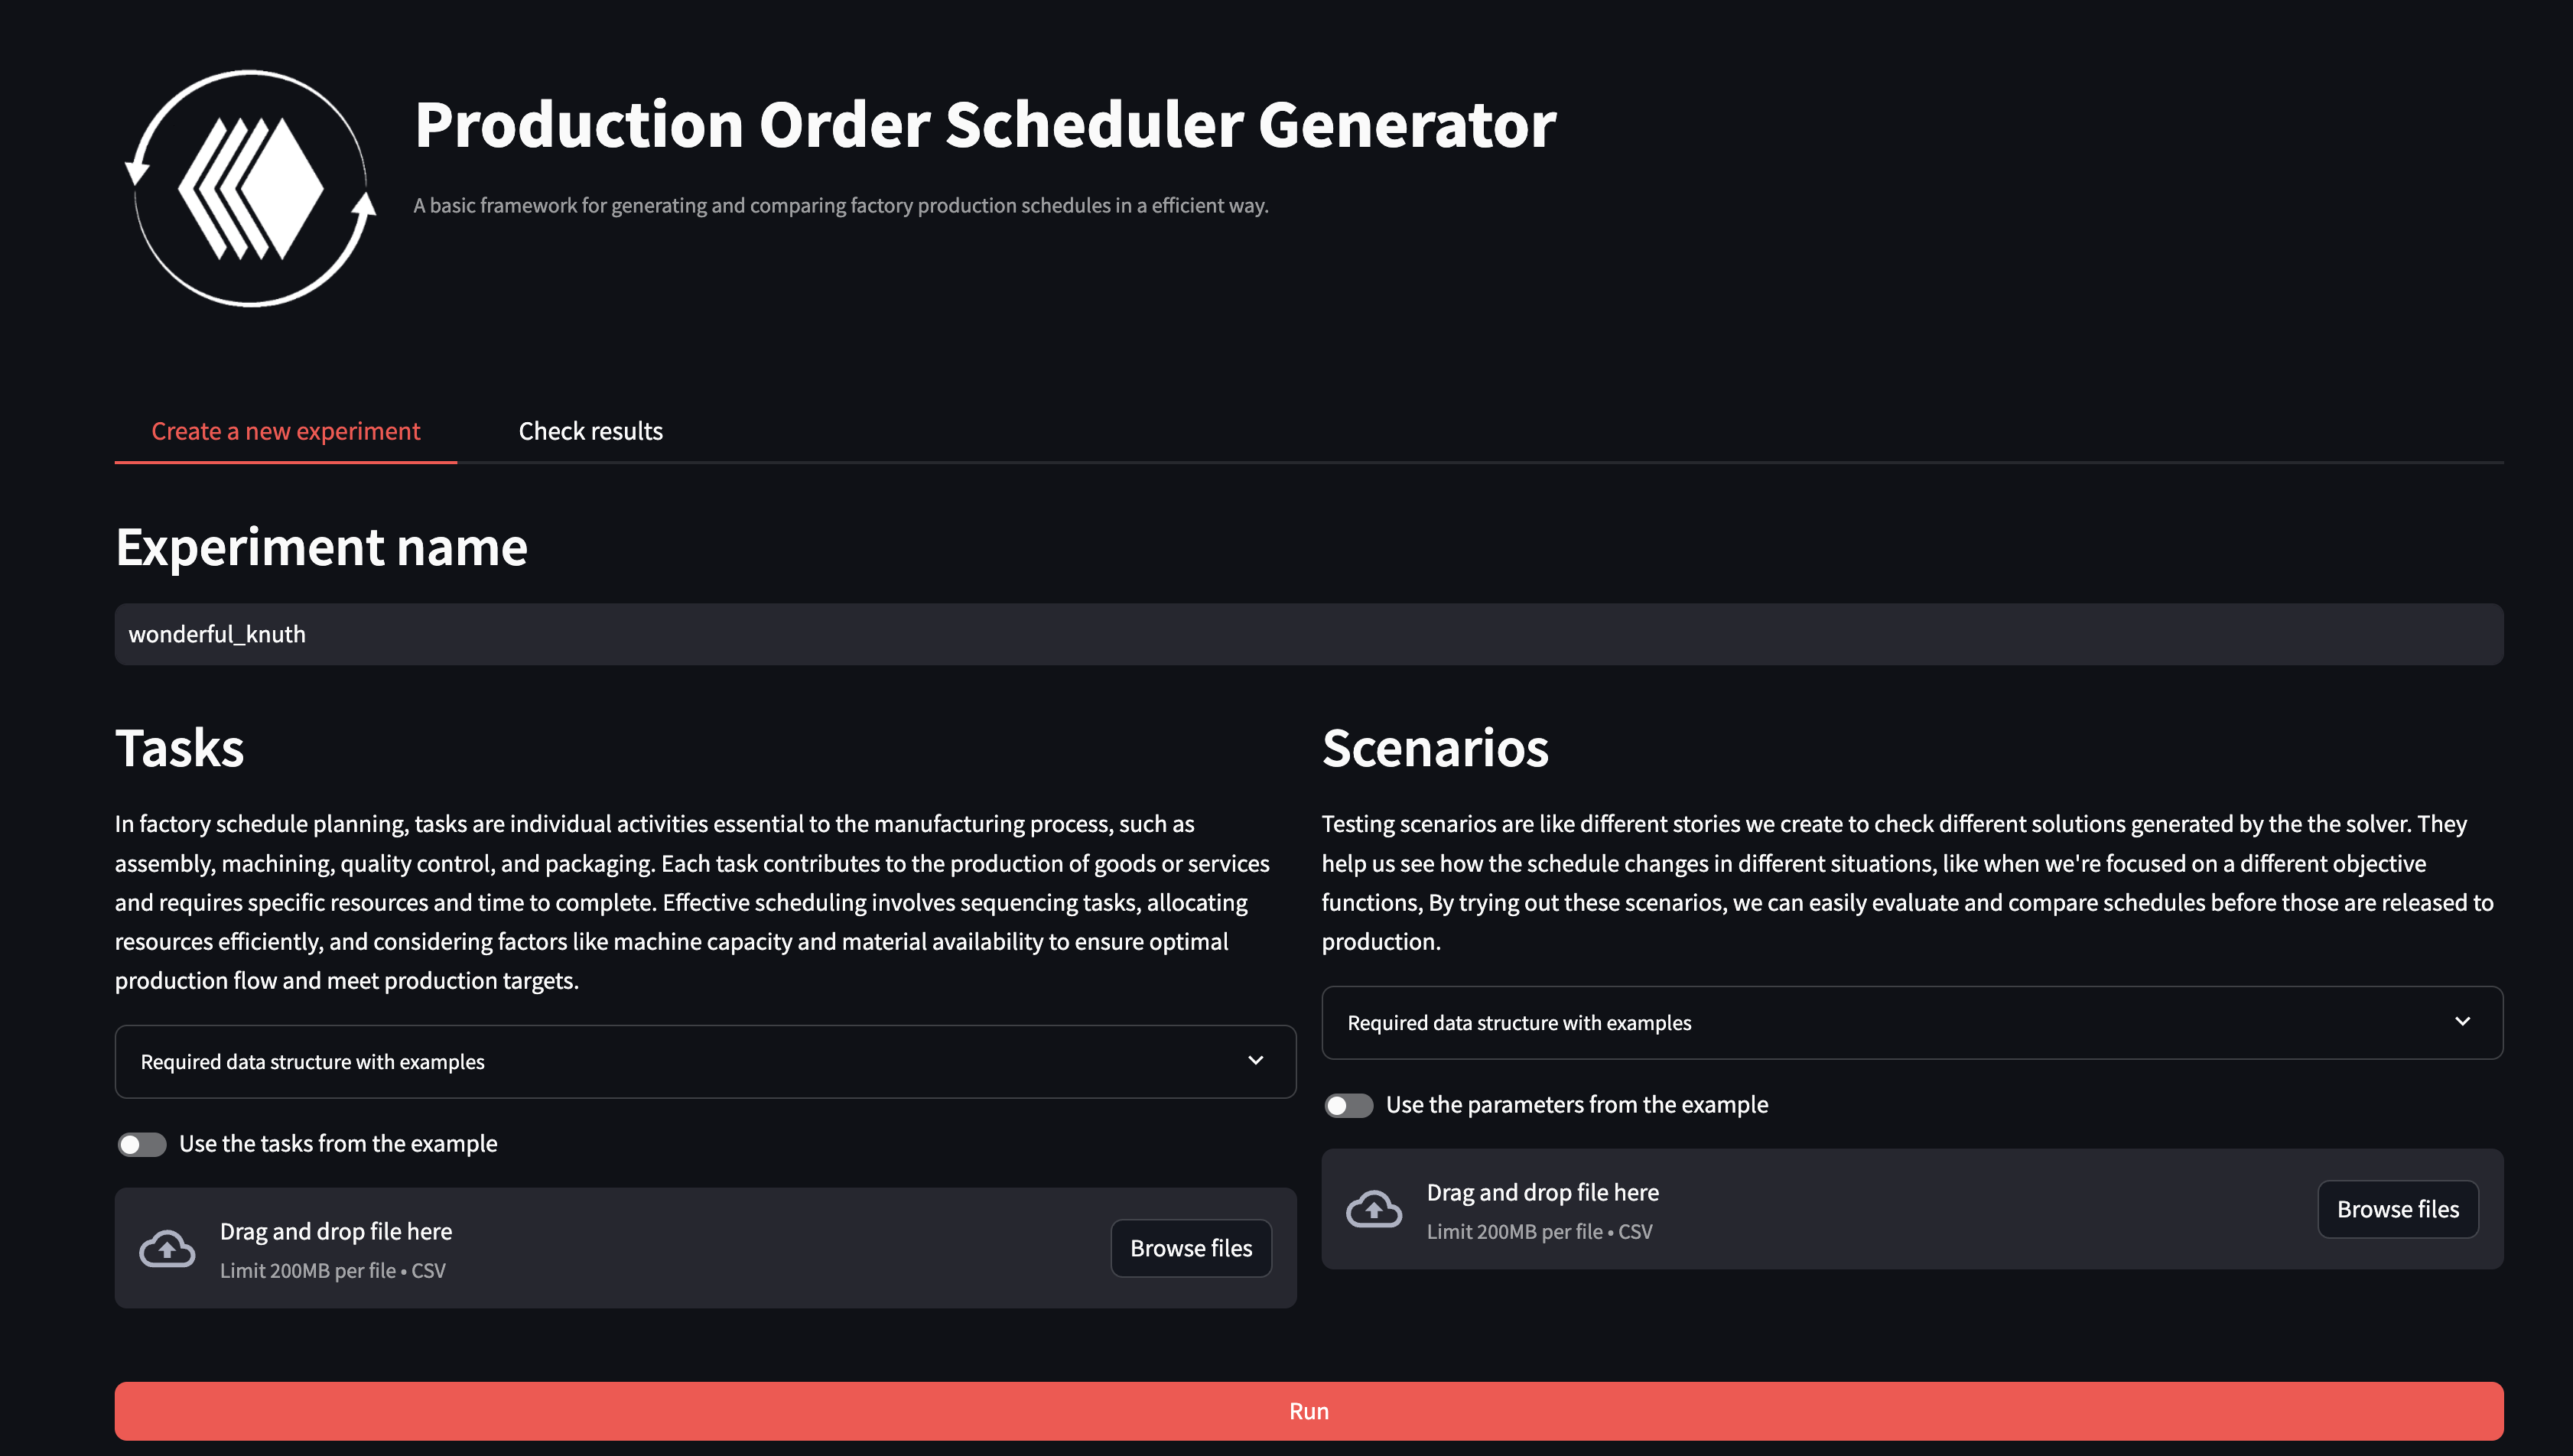 Production Order Scheduler Generator
A basic framework for generating and comparing factory production schedules in a efficient way.
Create a new experiment
Check results
Experiment name
wonderful_knuth
Tasks
In factory schedule planning, tasks are individual activities essential to the manufacturing process, such as
assembly, machining, quality control, and packaging. Each task contributes to the production of goods or services
and requires specific resources and time to complete. Effective scheduling involves sequencing tasks, allocating
resources efficiently, and considering factors like machine capacity and material availability to ensure optimal
production flow and meet production targets.
Required data structure with examples
Use the tasks from the example
Drag and drop file here
Limit 200MB per file • CSV
Browse files
Scenarios
Testing scenarios are like different stories we create to check different solutions generated by the the solver. They
help us see how the schedule changes in different situations, like when we're focused on a different objective
functions, By trying out these scenarios, we can easily evaluate and compare schedules before those are released to
production.
Required data structure with examples
Use the parameters from the example
Drag and drop file here
Limit 200MB per file • CSV
Browse files
Run